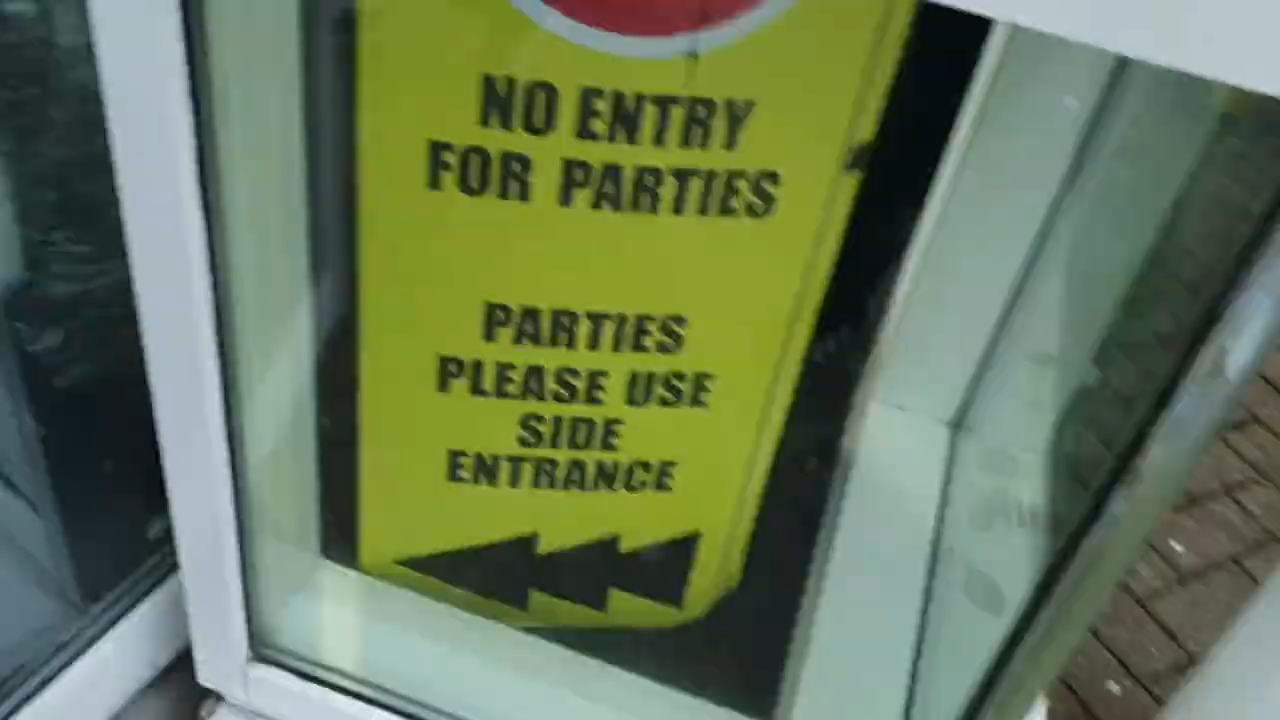 NO ENTRY
FOR PARTIES
PARTIES
PLEASE USE
SIDE
ENTRANCE